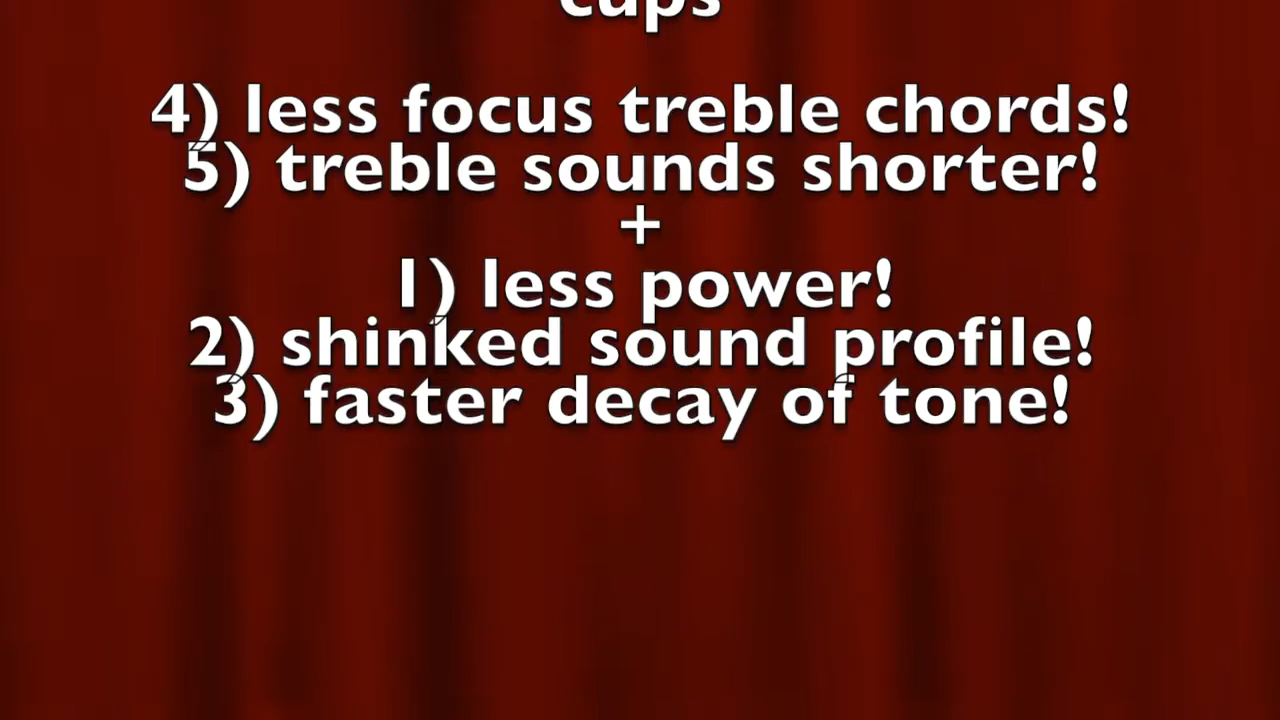 cups
4) less focus treble chords!
5) treble sounds shorter!
+
1) less power!
2) shinked sound profile!
3) faster decay of tone!